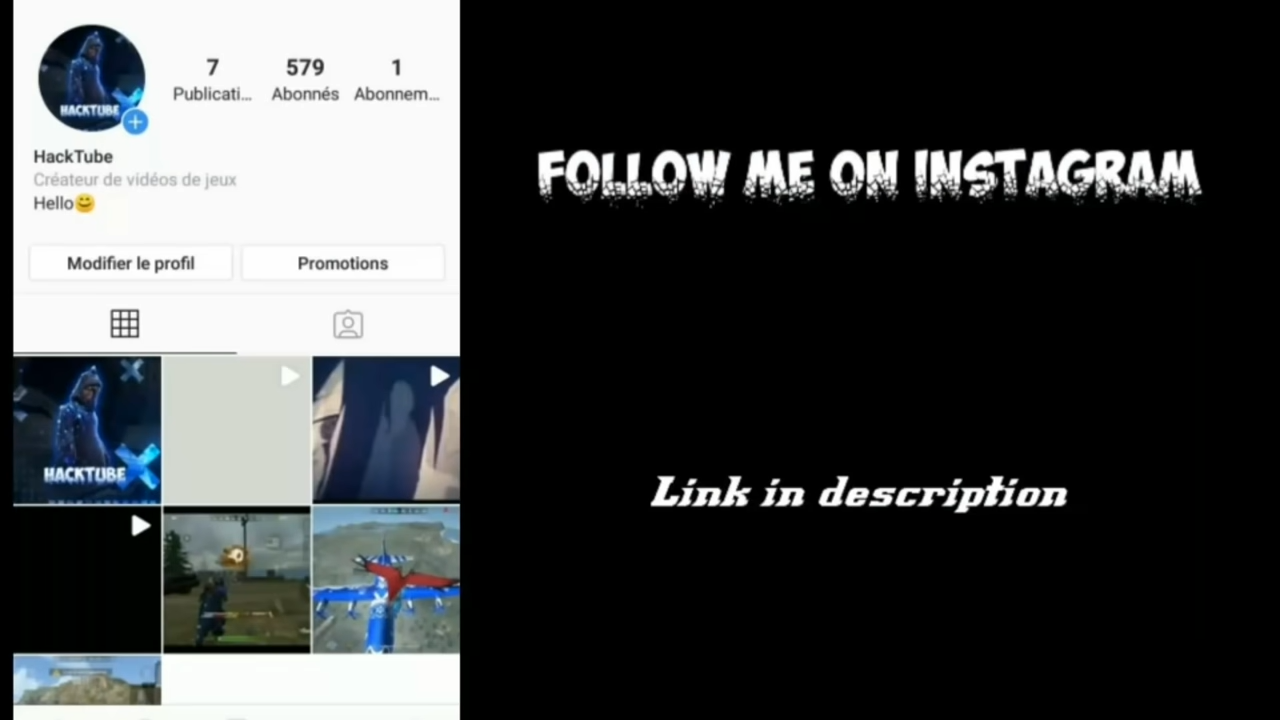 7
579
1
Publicati...
Abonnés
Abonnem...
HACKTUBE
HackTube
Créateur de vidéos de jeux
Hello😊
Modifier le profil
Promotions
HACKTUBE
FOLLOW ME ON INSTAGRAM
Link in description